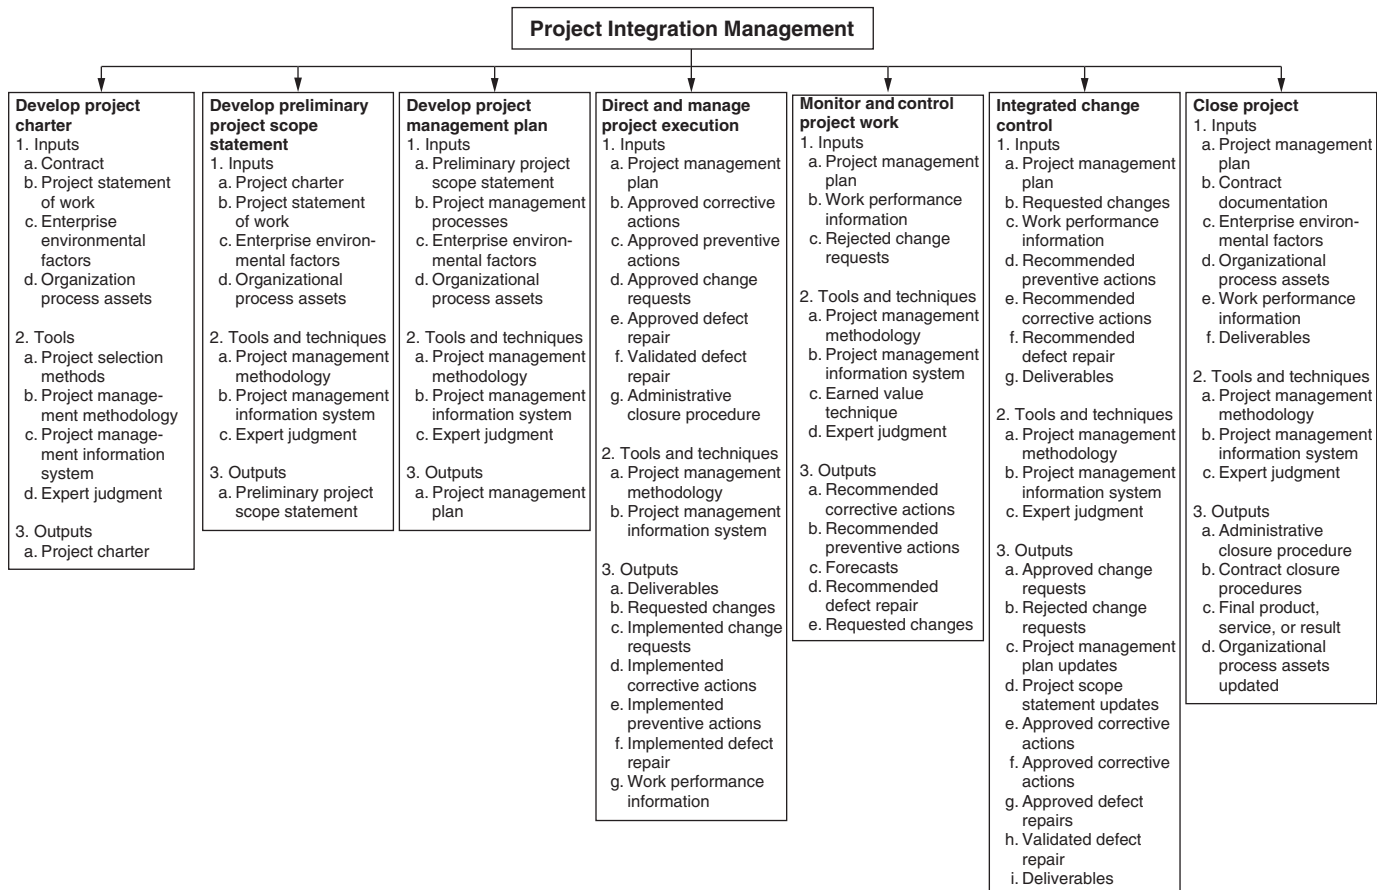 Project Integration Management
Develop project
charter
1. Inputs
a. Contract
b. Project statement
of work
c. Enterprise
environmental
factors
d. Organization
process assets
2. Tools
a. Project selection
methods
b. Project manage-
ment methodology
c. Project manage-
ment information
system
d. Expert judgment
3. Outputs
a. Project charter
Develop preliminary
project scope
statement
1. Inputs
a. Project charter
b. Project statement
of work
c. Enterprise environ-
mental factors
d. Organizational
process assets
2. Tools and techniques
a. Project management
methodology
b. Project management
information system
c. Expert judgment
3. Outputs
a. Preliminary project
scope statement
Develop project
management plan
1. Inputs
a. Preliminary project
scope statement
b. Project management
processes
c. Enterprise environ-
mental factors
d. Organizational
process assets
2. Tools and techniques
a. Project management
methodology
b. Project management
information system
c. Expert judgment
3. Outputs
a. Project management
plan
Direct and manage
project execution
1. Inputs
a. Project management
plan
b. Approved corrective
actions
c. Approved preventive
actions
d. Approved change
requests
e. Approved defect
repair
f. Validated defect
repair
g. Administrative
closure procedure
2. Tools and techniques
a. Project management
methodology
b. Project management
information system
3. Outputs
a. Deliverables
b. Requested changes
c. Implemented change
requests
d. Implemented
corrective actions
e. Implemented
preventive actions
f. Implemented defect
repair
g. Work performance
information
Monitor and control
project work
1. Inputs
a. Project management
plan
b. Work performance
information
c. Rejected change
requests
2. Tools and techniques
a. Project management
methodology
b. Project management
information system
c. Earned value
technique
d. Expert judgment
3. Outputs
a. Recommended
corrective actions
b. Recommended
preventive actions
c. Forecasts
d. Recommended
defect repair
e. Requested changes
Integrated change
control
1. Inputs
a. Project management
plan
b. Requested changes
c. Work performance
information
d. Recommended
preventive actions
e. Recommended
corrective actions
f. Recommended
defect repair
g. Deliverables
2. Tools and techniques
a. Project management
methodology
b. Project management
information system
c. Expert judgment
3. Outputs
a. Approved change
requests
b. Rejected change
requests
c. Project management
plan updates
d. Project scope
statement updates
e. Approved corrective
actions
f. Approved corrective
actions
g. Approved defect
repairs
h. Validated defect
repair
i. Deliverables
Close project
1. Inputs
a. Project management
plan
b. Contract
documentation
c. Enterprise environ-
mental factors
d. Organizational
process assets
e. Work performance
information
f. Deliverables
2. Tools and techniques
a. Project management
methodology
b. Project management
information system
c. Expert judgment
3. Outputs
a. Administrative
closure procedure
b. Contract closure
procedures
c. Final product,
service, or result
d. Organizational
process assets
updated